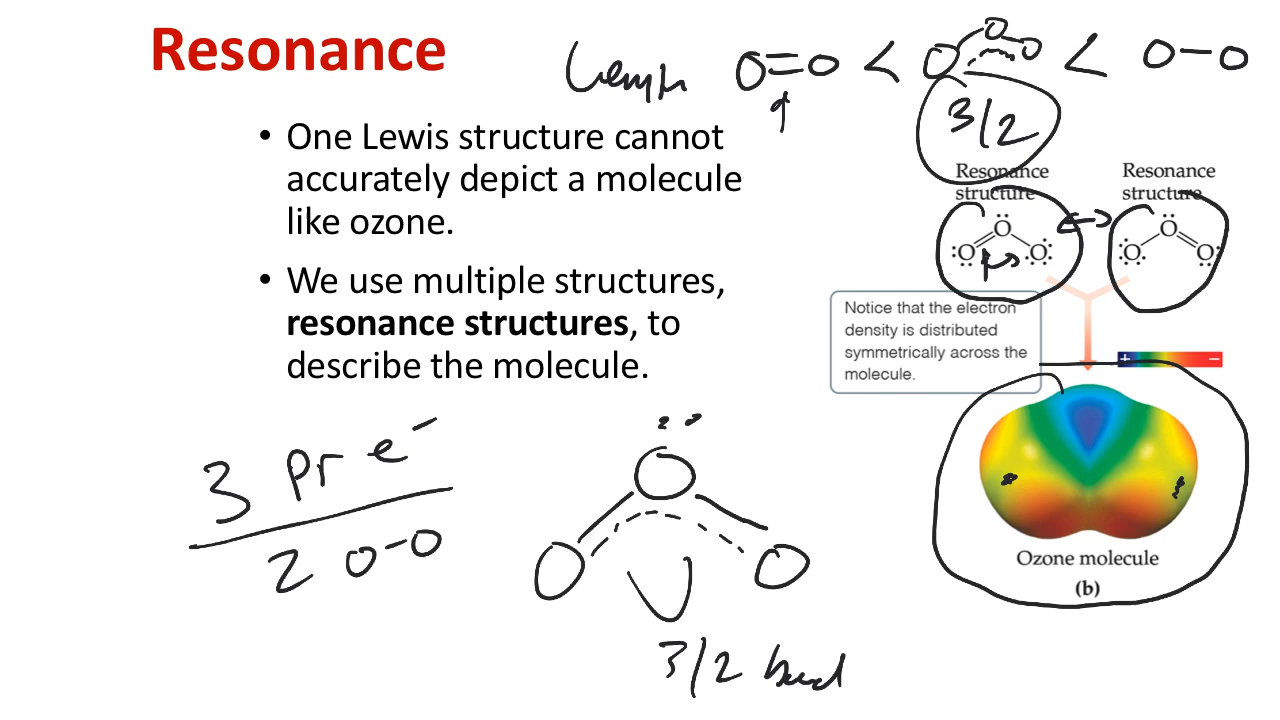 Resonance
Length O=O < O O O < O-O
3/2
• One Lewis structure cannot
accurately depict a molecule
like ozone.
• We use multiple structures,
resonance structures, to
describe the molecule.
Resonance
structure
Resonance
structure
:O=O-O:
:O-O=O:
Notice that the electron
density is distributed
symmetrically across the
molecule.
+ −
Ozone molecule
(b)
3 pr e-
2 O-O
O
O O
3/2 bond